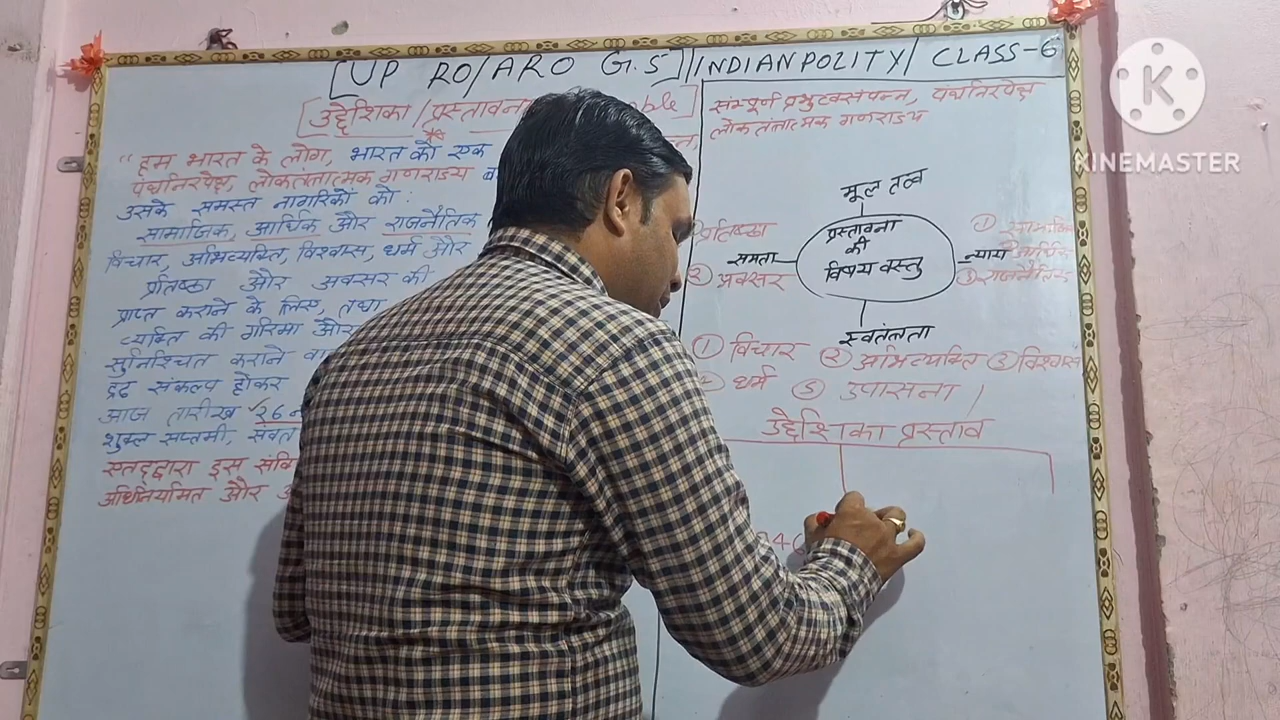 [UP RO/ARO G.S]/INDIAN POLITY/ CLASS-6
[उद्देशिका / प्रस्तावना
"हम भारत के लोग, भारत को एक
पंथनिरपेक्ष, लोकतंत्रात्मक गणराज्य
उसके समस्त नागरिकों को :
सामाजिक, आर्थिक और राजनैतिक
विचार, अभिव्यक्ति, विश्वास, धर्म और
प्रतिष्ठा और अवसर की
प्राप्त कराने के लिए, तथा
व्यक्ति की गरिमा और
सुनिश्चित कराने
दृढ़ संकल्प होकर
आज तारीख 26
शुक्ल सप्तमी, संवत
एतद्द्वारा इस
अधिनियमित और
संम्पूर्ण प्रभुत्वसंपन्न, पंथनिरपेक्ष
लोकतंत्रात्मक गणराज्य
मूल तत्व
प्रस्तावना
की
विषय वस्तु
प्रतिष्ठा
समता
② अवसर
न्याय
① सामाजिक
② आर्थिक
③ राजनैतिक
स्वतंत्रता
① विचार ② अभिव्यक्ति ③ विश्वास
④ धर्म ⑤ उपासना /
उद्देशिका प्रस्ताव
K
KINEMASTER